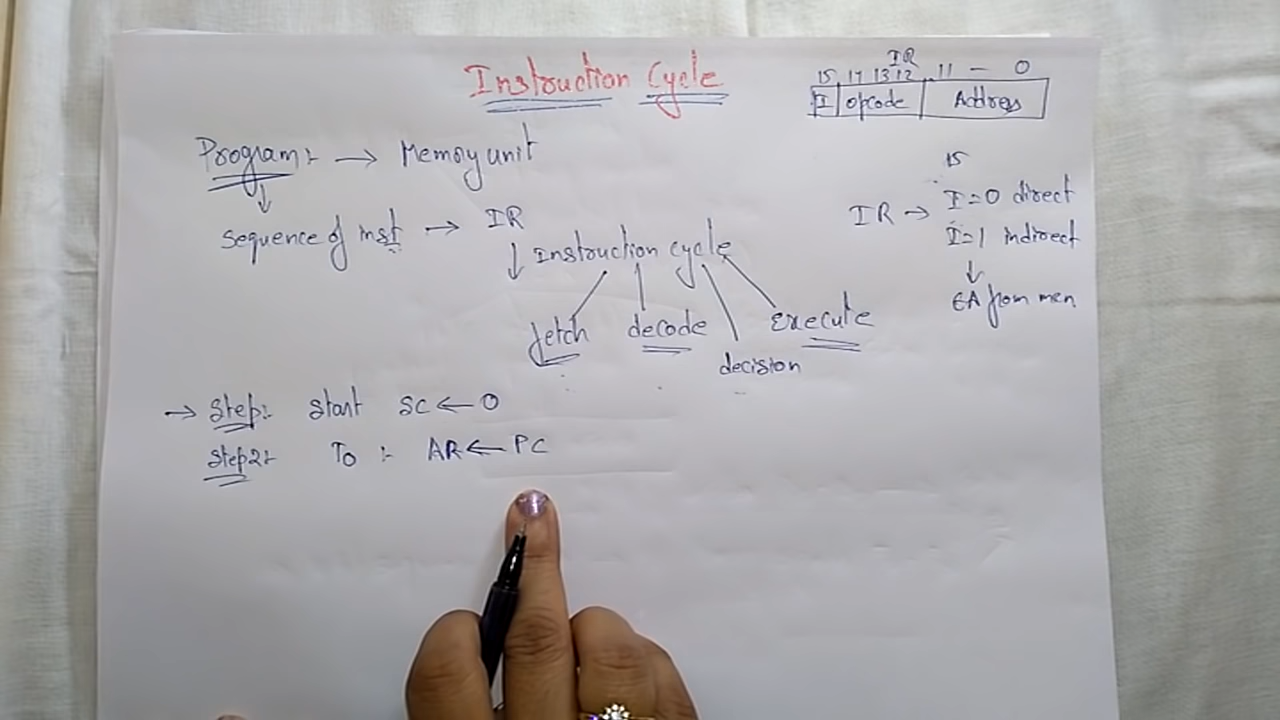 Instruction Cycle
IR
15 14 13 12 11 — 0
I opcode Address
Program:- → Memory unit
↓
sequence of inst → IR
↓ Instruction cycle
fetch decode decision Execute
15
IR → I=0 direct
I=1 indirect
↓
EA from mem
→ Step:- Start SC ← 0
Step2:- T0 :- AR ← PC